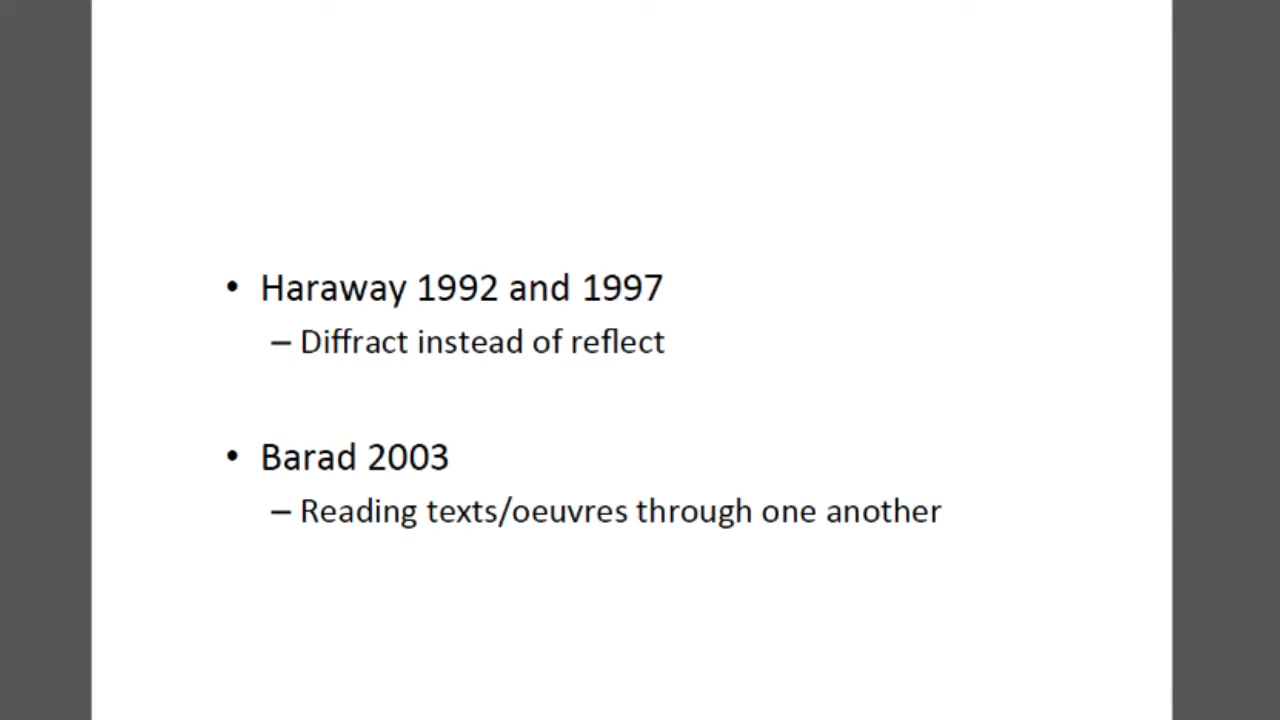 • Haraway 1992 and 1997
– Diffract instead of reflect
• Barad 2003
– Reading texts/oeuvres through one another